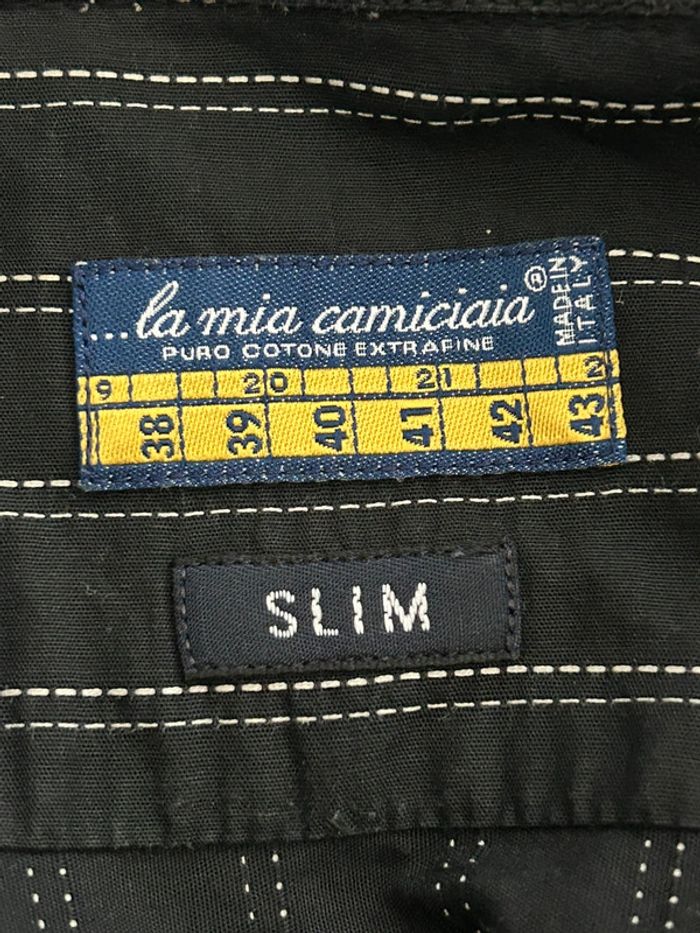 ...la mia camiciaia®
MADE IN
ITALY
PURO COTONE EXTRAFINE
9 20 21 2
38 39 40 41 42 43
SLIM